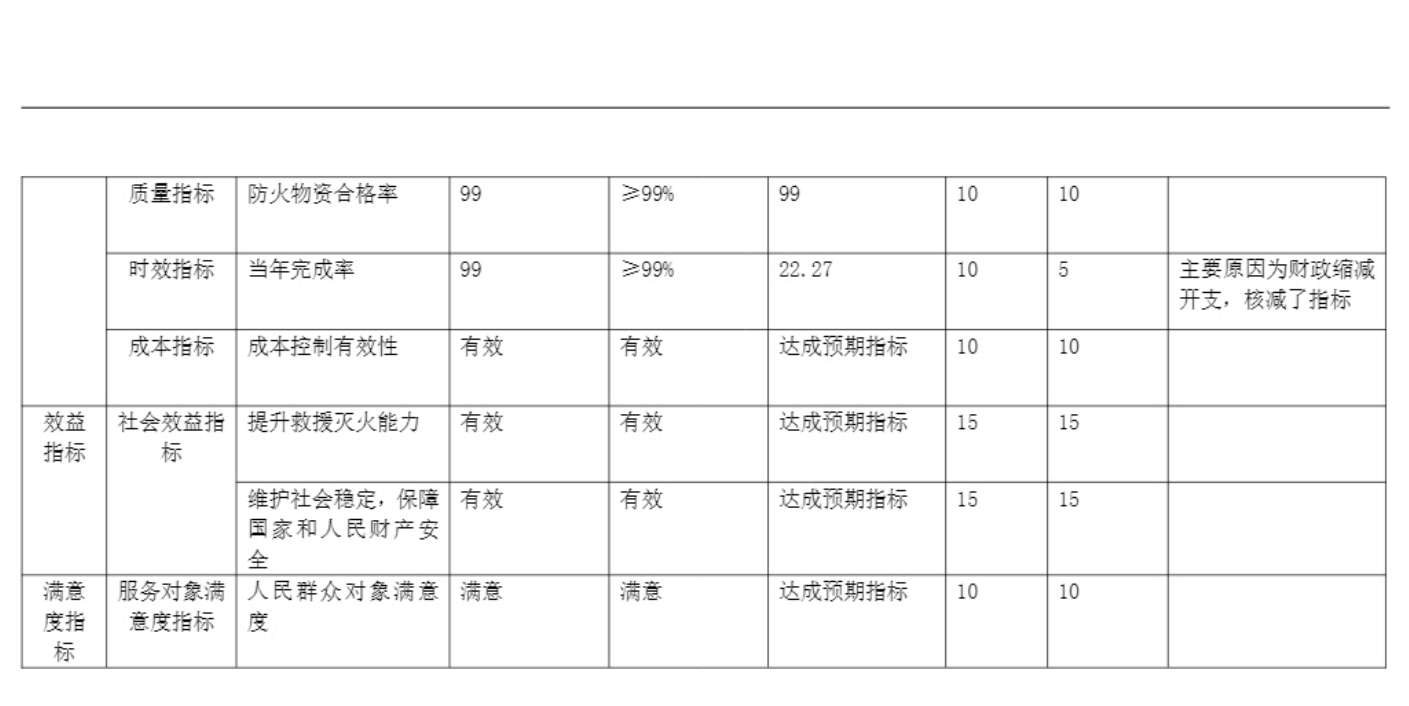 质量指标 防火物资合格率 99 ≥99% 99 10 10
时效指标 当年完成率 99 ≥99% 22.27 10 5 主要原因为财政缩减
开支，核减了指标
成本指标 成本控制有效性 有效 有效 达成预期指标 10 10
效益 社会效益指 提升救援灭火能力 有效 有效 达成预期指标 15 15
指标 标
维护社会稳定，保障 有效 有效 达成预期指标 15 15
国家和人民财产安
全
满意 服务对象满 人民群众对象满意 满意 满意 达成预期指标 10 10
度指 意度指标 度
标